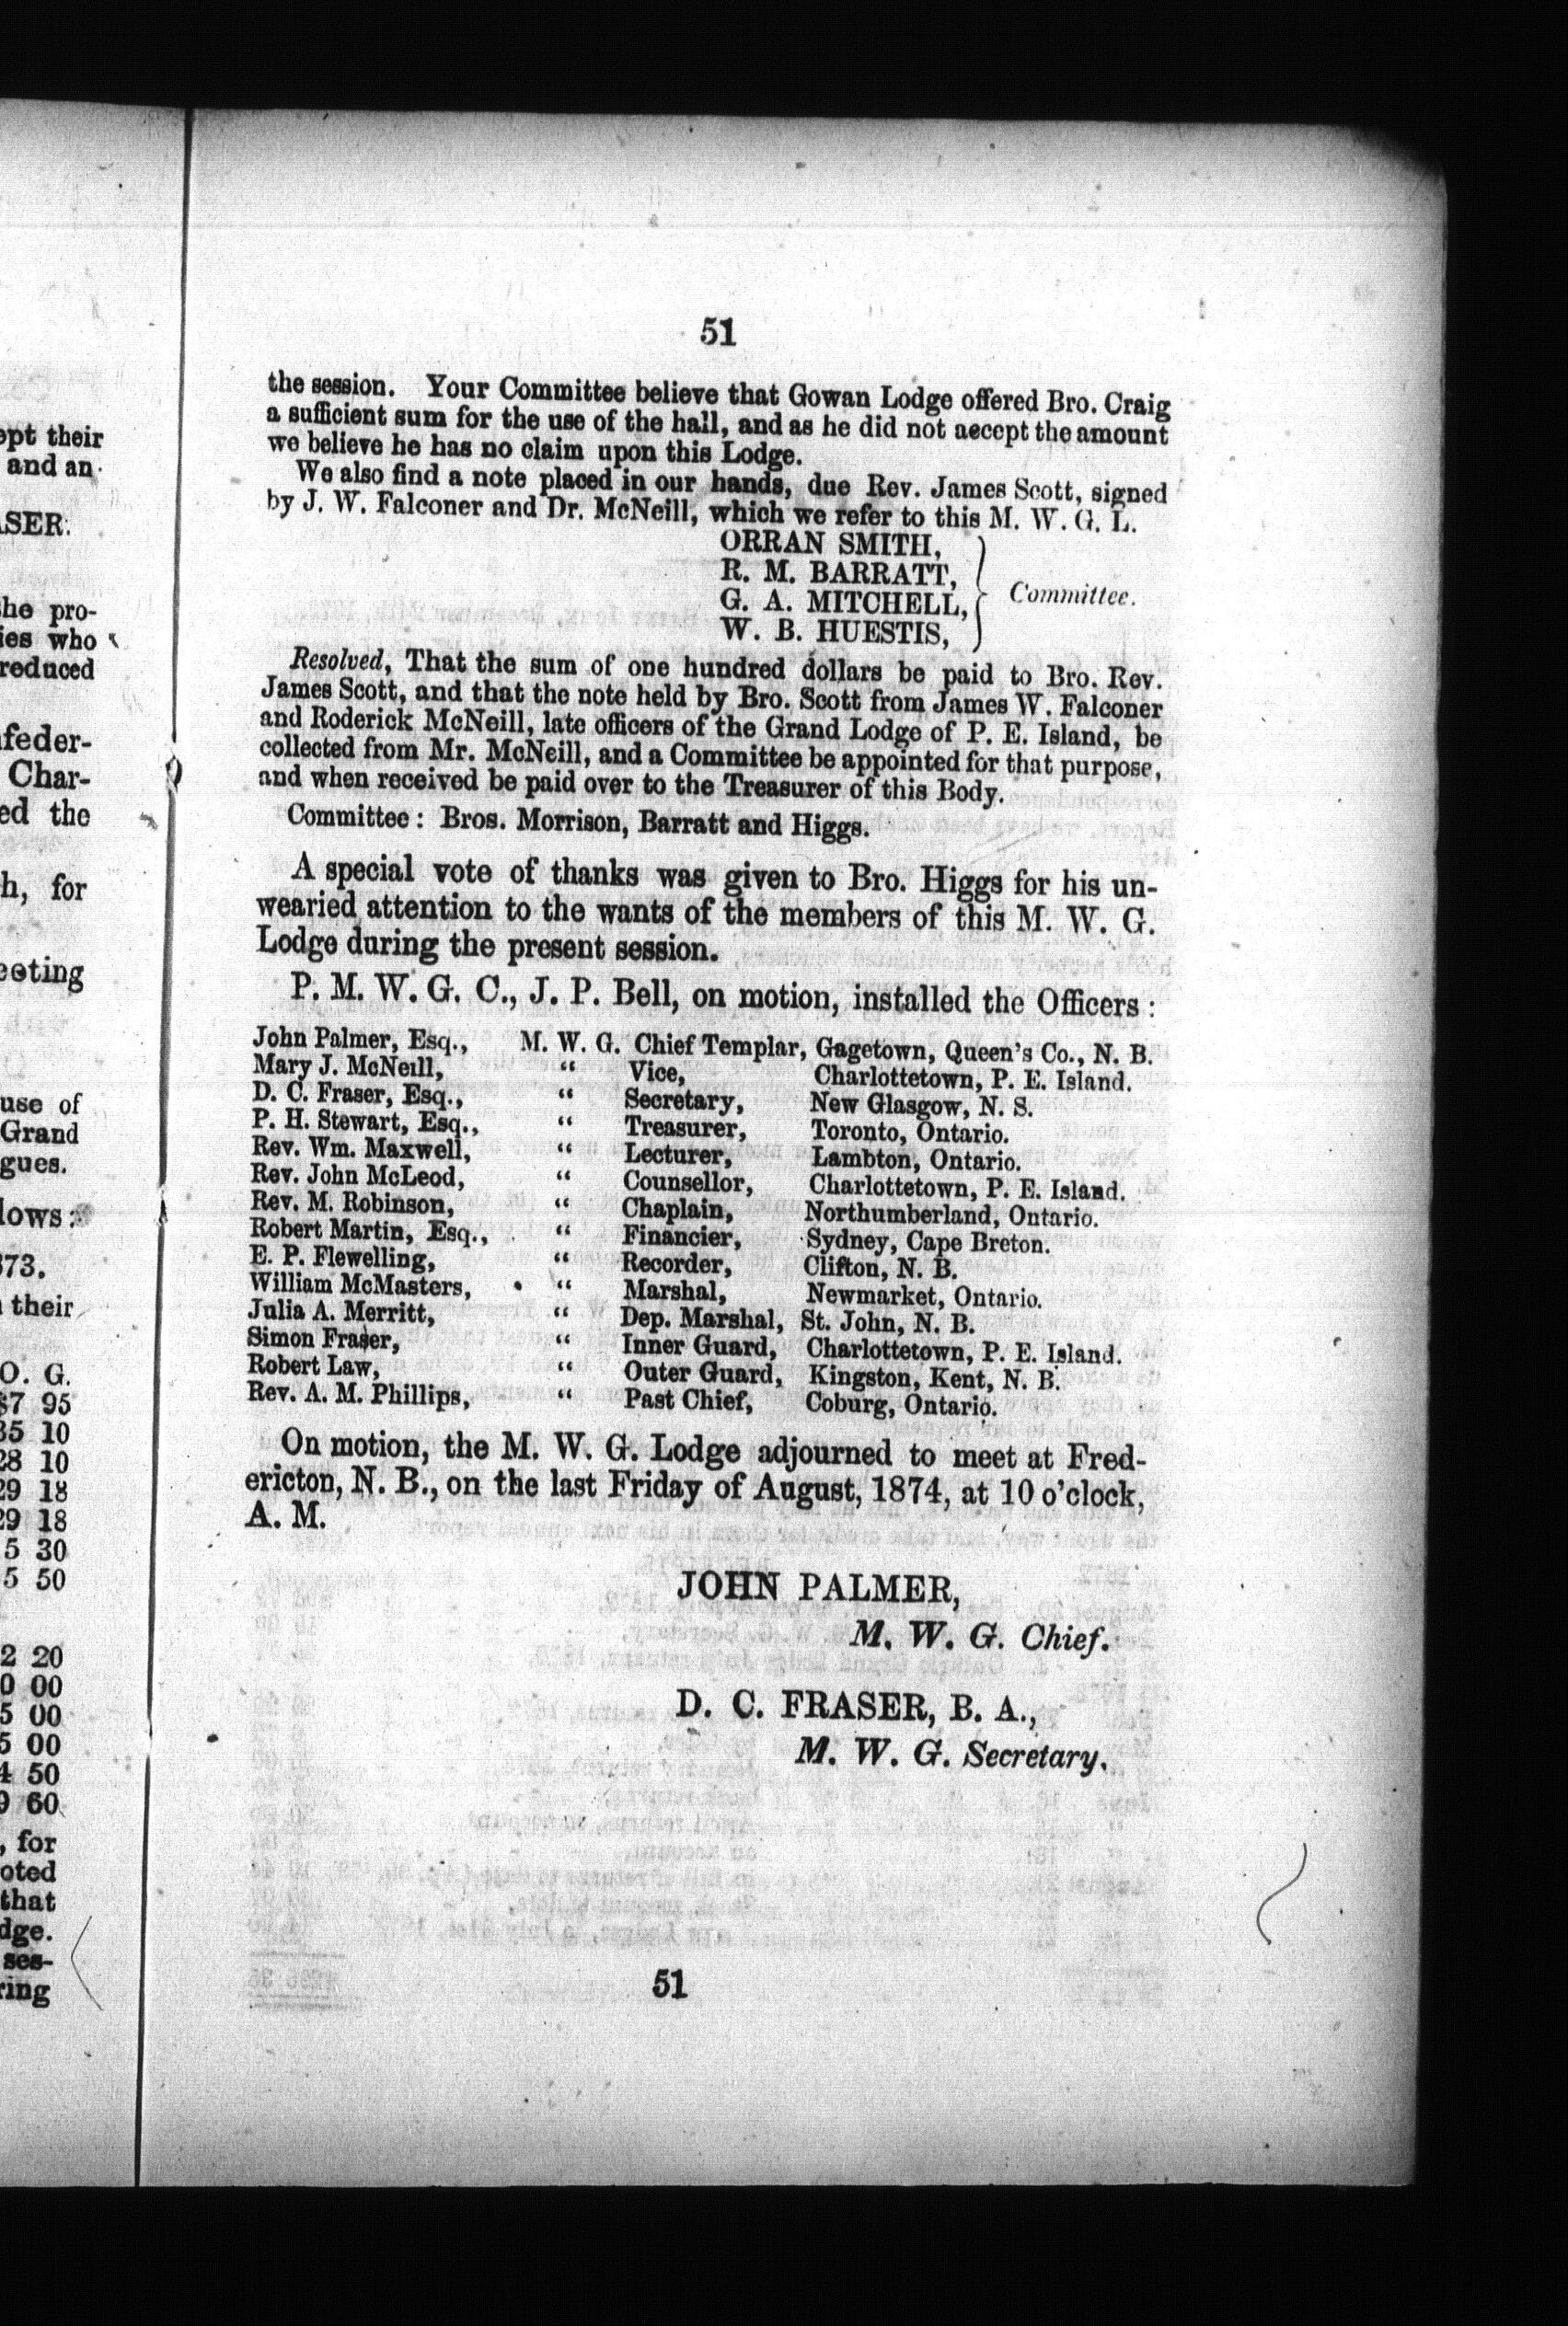 51
the session. Your Committee believe that Gowan Lodge offered Bro. Craig
a sufficient sum for the use of the hall, and as he did not accept the amount
we believe he has no claim upon this Lodge.
We also find a note placed in our hands, due Rev. James Scott, signed
by J. W. Falconer and Dr. McNeill, which we refer to this M. W. G. L.
ORRAN SMITH,
R. M. BARRATT,
G. A. MITCHELL,
W. B. HUESTIS,
Committee.
Resolved, That the sum of one hundred dollars be paid to Bro. Rev.
James Scott, and that the note held by Bro. Scott from James W. Falconer
and Roderick McNeill, late officers of the Grand Lodge of P. E. Island, be
collected from Mr. McNeill, and a Committee be appointed for that purpose,
and when received be paid over to the Treasurer of this Body.
Committee: Bros. Morrison, Barratt and Higgs.
A special vote of thanks was given to Bro. Higgs for his un-
wearied attention to the wants of the members of this M. W. G.
Lodge during the present session.
P. M. W. G. C., J. P. Bell, on motion, installed the Officers:
John Palmer, Esq., M. W. G. Chief Templar, Gagetown, Queen's Co., N. B.
Mary J. McNeill, " Vice, Charlottetown, P. E. Island.
D. C. Fraser, Esq., " Secretary, New Glasgow, N. S.
P. H. Stewart, Esq., " Treasurer, Toronto, Ontario.
Rev. Wm. Maxwell, " Lecturer, Lambton, Ontario.
Rev. John McLeod, " Counsellor, Charlottetown, P. E. Island.
Rev. M. Robinson, " Chaplain, Northumberland, Ontario.
Robert Martin, Esq., " Financier, Sydney, Cape Breton.
E. P. Flewelling, " Recorder, Clifton, N. B.
William McMasters, " Marshal, Newmarket, Ontario.
Julia A. Merritt, " Dep. Marshal, St. John, N. B.
Simon Fraser, " Inner Guard, Charlottetown, P. E. Island.
Robert Law, " Outer Guard, Kingston, Kent, N. B.
Rev. A. M. Phillips, " Past Chief, Coburg, Ontario.
On motion, the M. W. G. Lodge adjourned to meet at Fred-
ericton, N. B., on the last Friday of August, 1874, at 10 o'clock,
A. M.
JOHN PALMER,
M. W. G. Chief.
D. C. FRASER, B. A.,
M. W. G. Secretary.
51